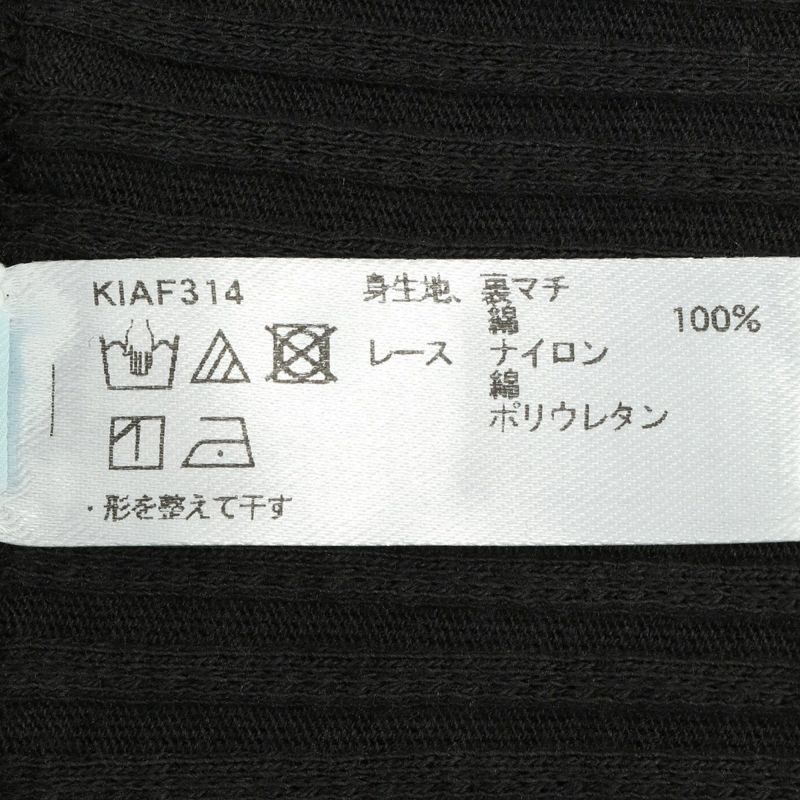 KIAF314
身生地、裏マチ
綿 100%
レース ナイロン
綿
ポリウレタン
・形を整えて干す